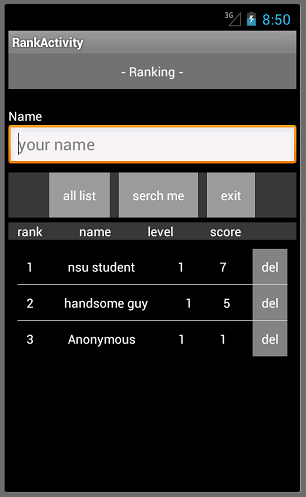 3G 8:50
RankActivity
- Ranking -
Name
your name
all list serch me exit
rank name level score
1 nsu student 1 7 del
2 handsome guy 1 5 del
3 Anonymous 1 1 del